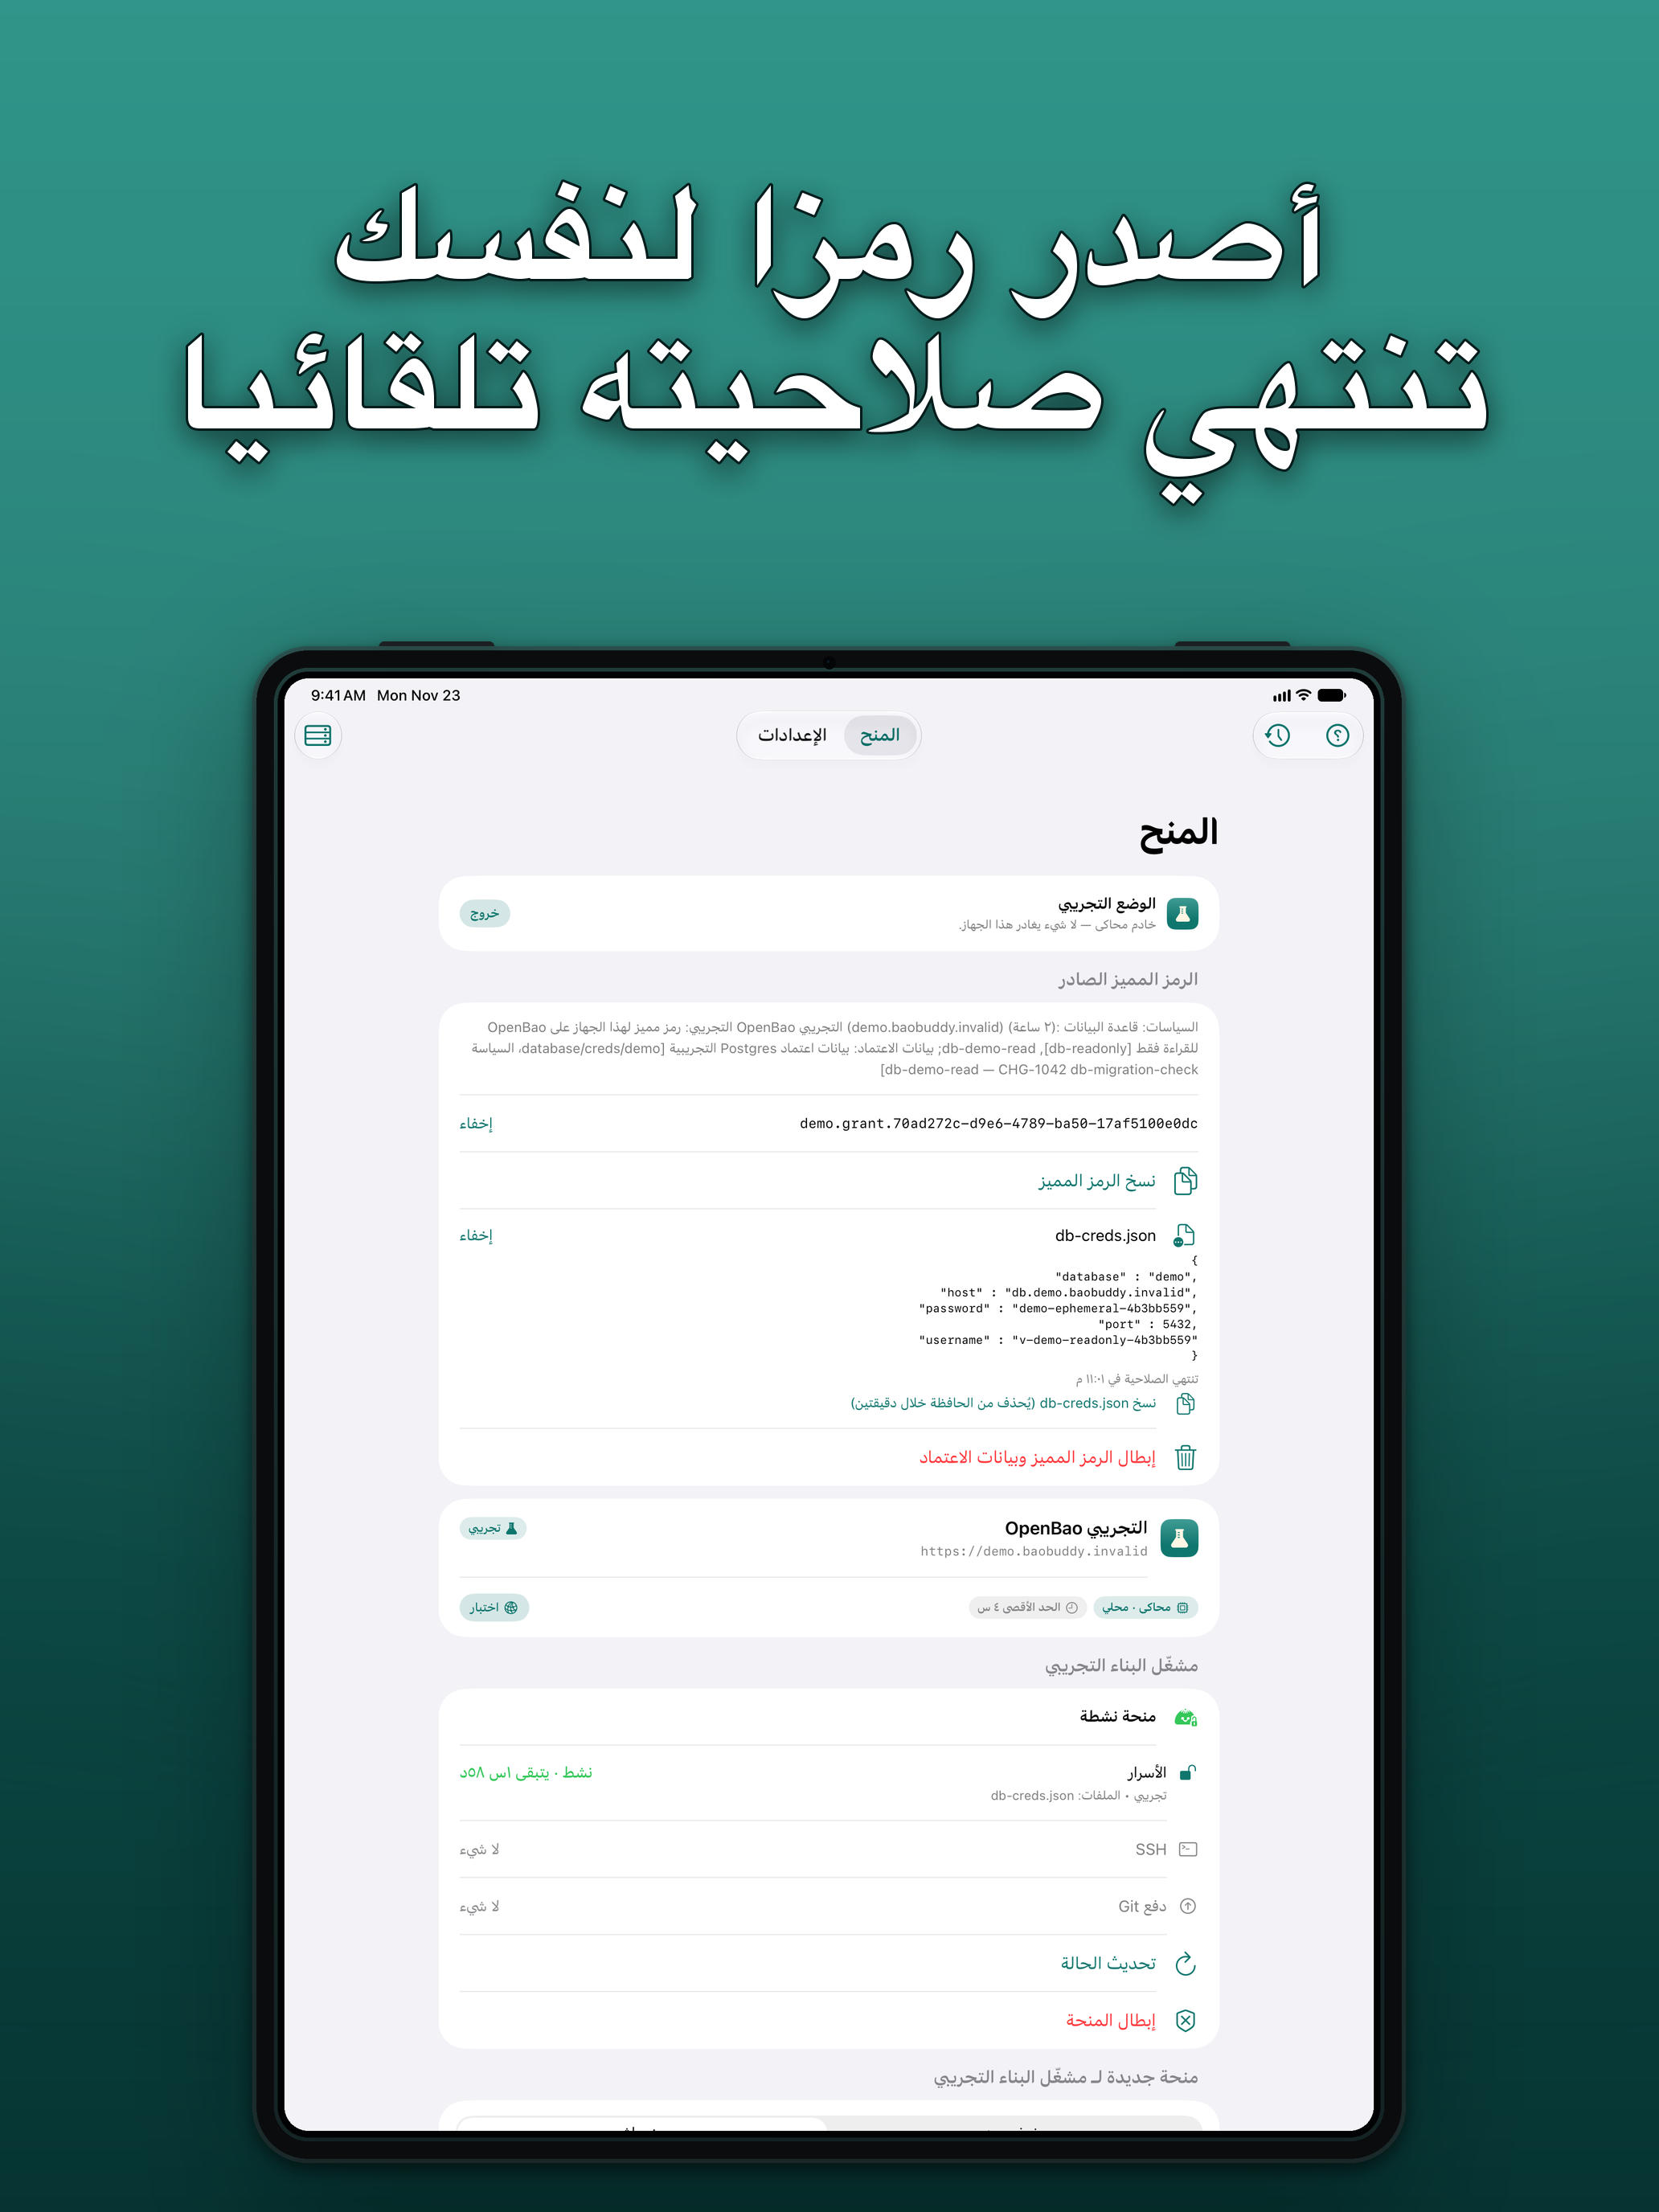 أصدر رمزا لنفسك
تنتهي صلاحيته تلقائيا
9:41 AM Mon Nov 23
المنح الإعدادات
المنح
الوضع التجريبي
خادم محاكى — لا شيء يغادر هذا الجهاز.
خروج
الرمز المميز الصادر
السياسات: قاعدة البيانات :(٢ ساعة) (demo.baobuddy.invalid) التجريبي OpenBao التجريبي: رمز مميز لهذا الجهاز على OpenBao
للقراءة فقط [db-readonly], db-demo-read; بيانات الاعتماد: بيانات اعتماد Postgres التجريبية [database/creds/demo، السياسة
db-demo-read — CHG-1042 db-migration-check]
demo.grant.70ad272c-d9e6-4789-ba50-17af5100e0dc
إخفاء
نسخ الرمز المميز
db-creds.json
إخفاء
{
"database" : "demo",
"host" : "db.demo.baobuddy.invalid",
"password" : "demo-ephemeral-4b3bb559",
"port" : 5432,
"username" : "v-demo-readonly-4b3bb559"
}
تنتهي الصلاحية في ١١:٠١ م
نسخ db-creds.json (يُحذف من الحافظة خلال دقيقتين)
إبطال الرمز المميز وبيانات الاعتماد
التجريبي OpenBao
تجريبي
https://demo.baobuddy.invalid
محاكى · محلي
الحد الأقصى ٤ س
اختبار
مشغّل البناء التجريبي
منحة نشطة
الأسرار
نشط · يتبقى ١س ٥٨د
تجريبي • الملفات: db-creds.json
SSH
لا شيء
دفع Git
لا شيء
تحديث الحالة
إبطال المنحة
منحة جديدة لـ مشغّل البناء التجريبي